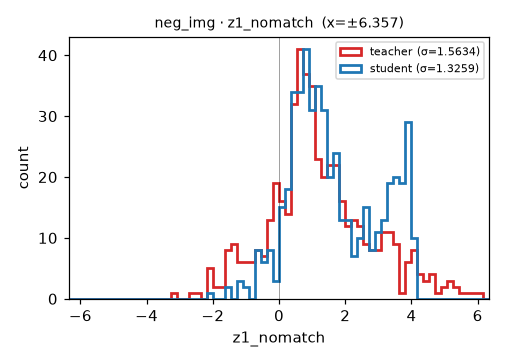 neg_img · z1_nomatch (x=±6.357)
teacher (σ=1.5634)
student (σ=1.3259)
count
40
30
20
10
0
−6 −4 −2 0 2 4 6
z1_nomatch